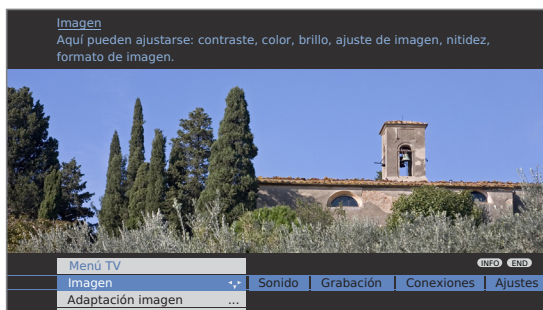 Imagen
Aquí pueden ajustarse: contraste, color, brillo, ajuste de imagen, nitidez,
formato de imagen.
Menú TV
INFO END
Imagen Sonido Grabación Conexiones Ajustes
Adaptación imagen ...